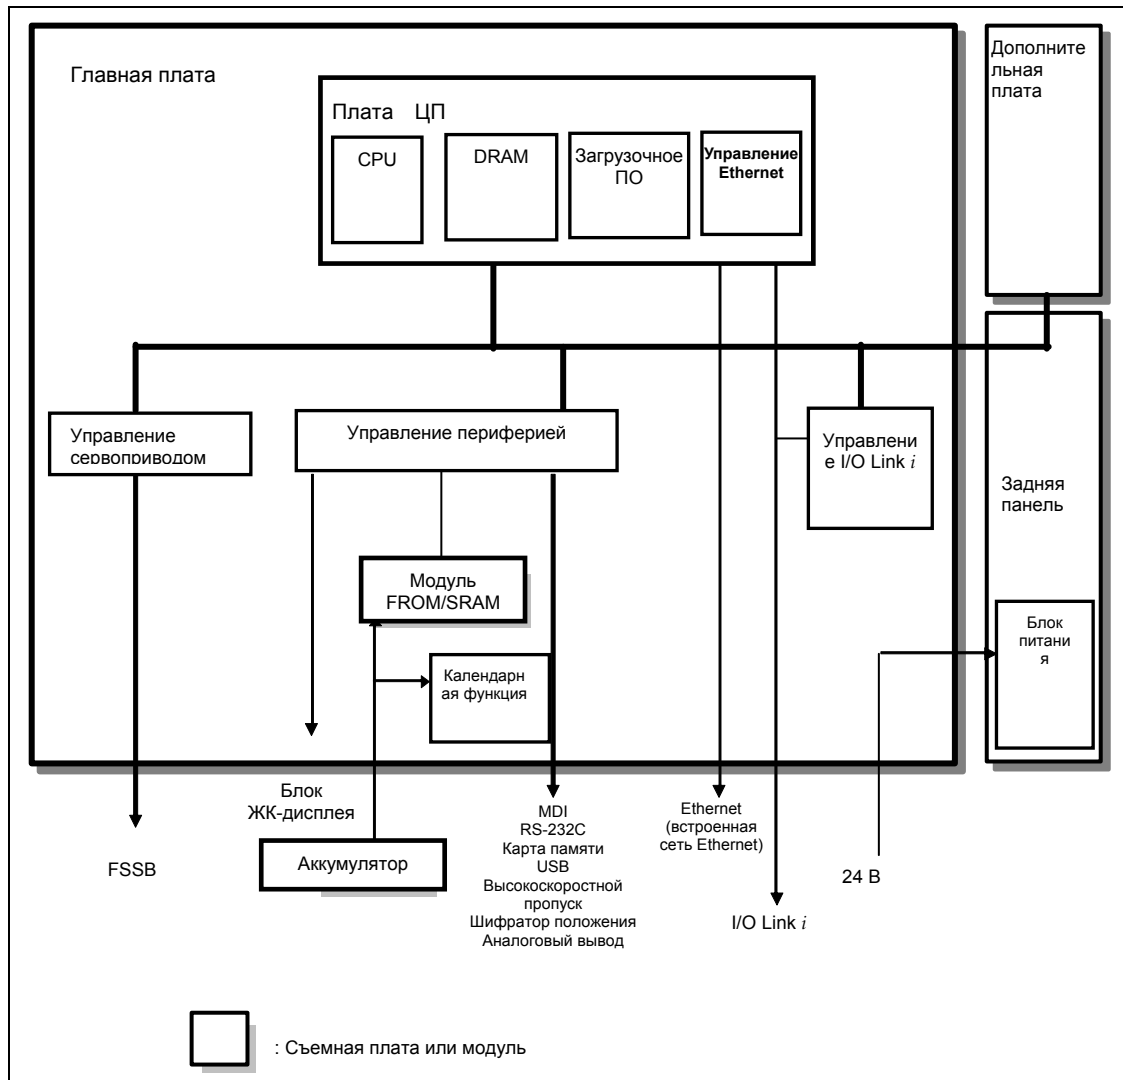 Главная плата
Дополните
льная
плата
Плата ЦП
CPU
DRAM
Загрузочное
ПО
Управление
Ethernet
Управление
сервоприводом
Управление периферией
Управлени
е I/O Link i
Задняя
панель
Модуль
FROM/SRAM
Календарн
ая функция
Блок
питани
я
Блок
ЖК-дисплея
Аккумулятор
FSSB
MDI
RS-232C
Карта памяти
USB
Высокоскоростной
пропуск
Шифратор положения
Аналоговый вывод
Ethernet
(встроенная
сеть Ethernet)
I/O Link i
24 В
: Съемная плата или модуль